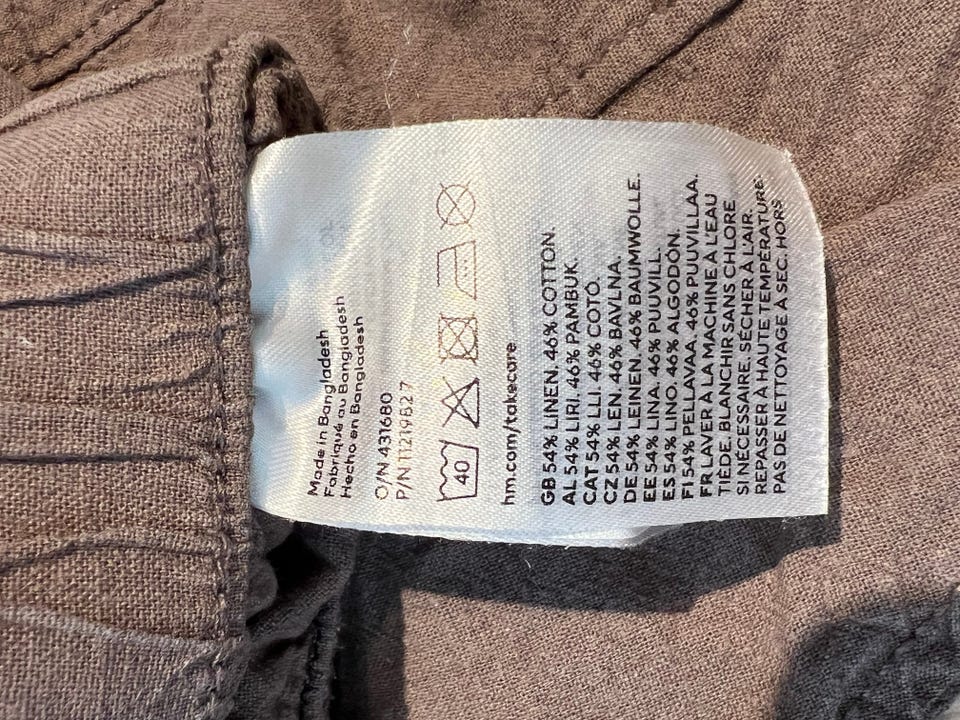 Made in Bangladesh
Fabriqué au Bangladesh
Hecho en Bangladesh
O/N 431680
P/N 11219827
40
hm.com/takecare
GB 54% LINEN. 46% COTTON.
AL 54% LIRI. 46% PAMBUK.
CAT 54% LLI. 46% COTÓ.
CZ 54% LEN. 46% BAVLNA.
DE 54% LEINEN. 46% BAUMWOLLE.
EE 54% LINA. 46% PUUVILL.
ES 54% LINO. 46% ALGODÓN.
FI 54% PELLAVAA. 46% PUUVILLAA.
FR LAVER À LA MACHINE À L'EAU
TIÈDE. BLANCHIR SANS CHLORE
SI NÉCESSAIRE. SÉCHER À L'AIR.
REPASSER À HAUTE TEMPÉRATURE.
PAS DE NETTOYAGE À SEC. HORS